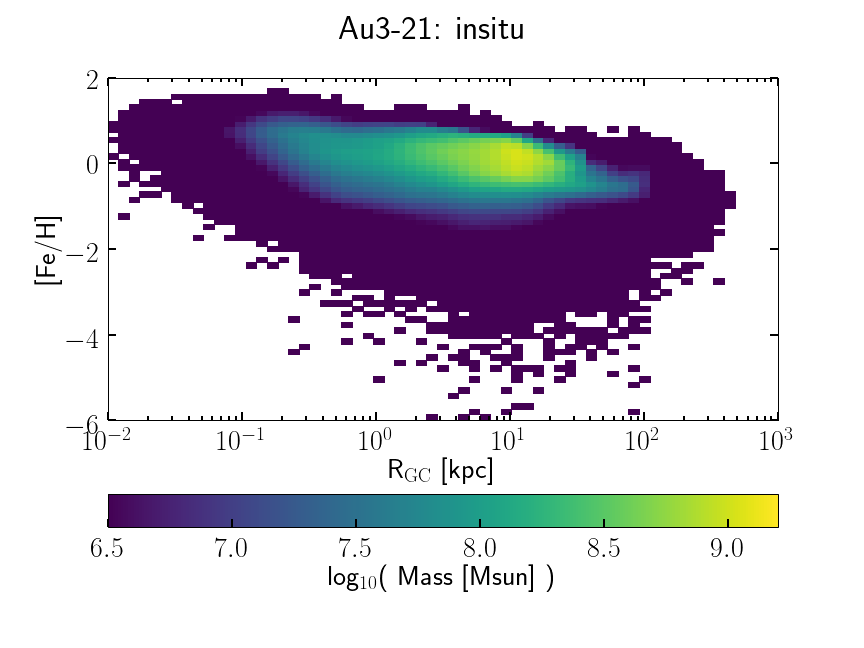 Au3-21: insitu
2
0
−2
−4
−6
[Fe/H]
10⁻² 10⁻¹ 10⁰ 10¹ 10² 10³
R_GC [kpc]
6.5 7.0 7.5 8.0 8.5 9.0
log₁₀( Mass [Msun] )